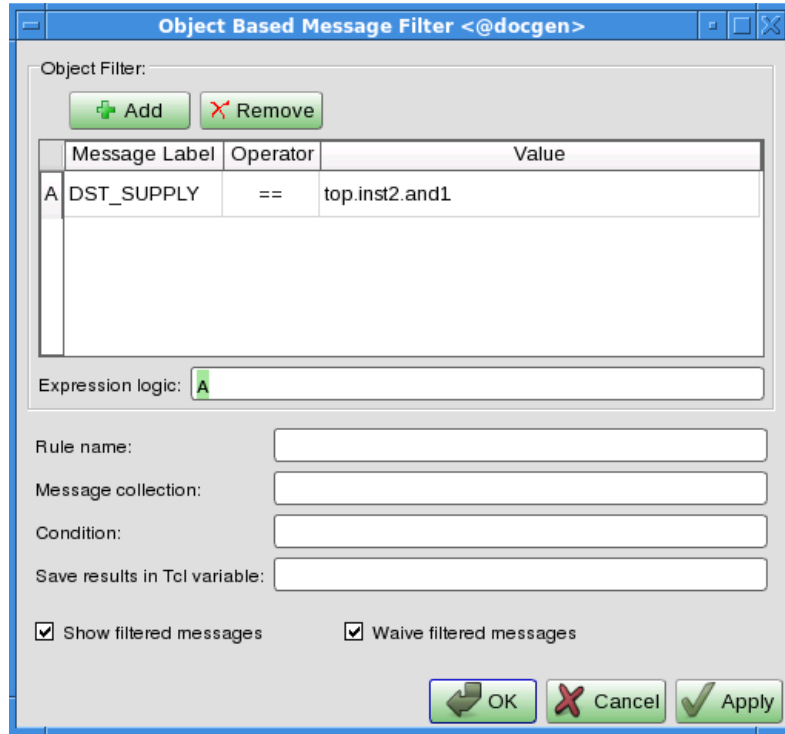 Object Based Message Filter <@docgen>
Object Filter:
Add Remove
Message Label Operator Value
A DST_SUPPLY == top.inst2.and1
Expression logic: A
Rule name:
Message collection:
Condition:
Save results in Tcl variable:
Show filtered messages Waive filtered messages
OK Cancel Apply